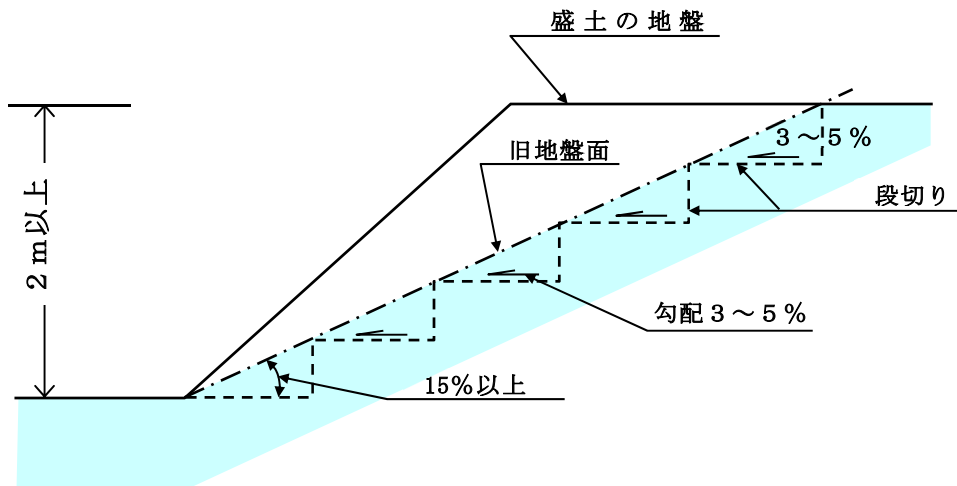 盛土の地盤
3～5％
旧地盤面
段切り
2m以上
勾配3～5％
15%以上